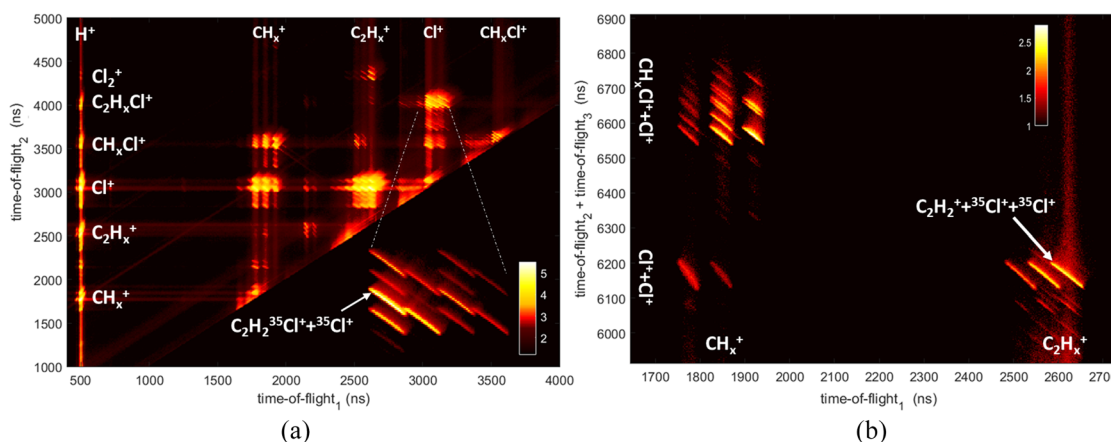 5000
4500
4000
3500
3000
2500
2000
1500
1000
time-of-flight₂ (ns)
H⁺
CHₓ⁺
C₂Hₓ⁺
Cl⁺
CHₓCl⁺
Cl₂⁺
C₂HₓCl⁺
CHₓCl⁺
Cl⁺
C₂Hₓ⁺
CHₓ⁺
C₂H₂³⁵Cl⁺+³⁵Cl⁺
5
4
3
2
500 1000 1500 2000 2500 3000 3500 4000
time-of-flight₁ (ns)
(a)
6900
6800
6700
6600
6500
6400
6300
6200
6100
6000
time-of-flight₂ + time-of-flight₃ (ns)
CHₓCl⁺+Cl⁺
Cl⁺+Cl⁺
2.5
2
1.5
1
C₂H₂⁺+³⁵Cl⁺+³⁵Cl⁺
CHₓ⁺
C₂Hₓ⁺
1700 1800 1900 2000 2100 2200 2300 2400 2500 2600 270
time-of-flight₁ (ns)
(b)